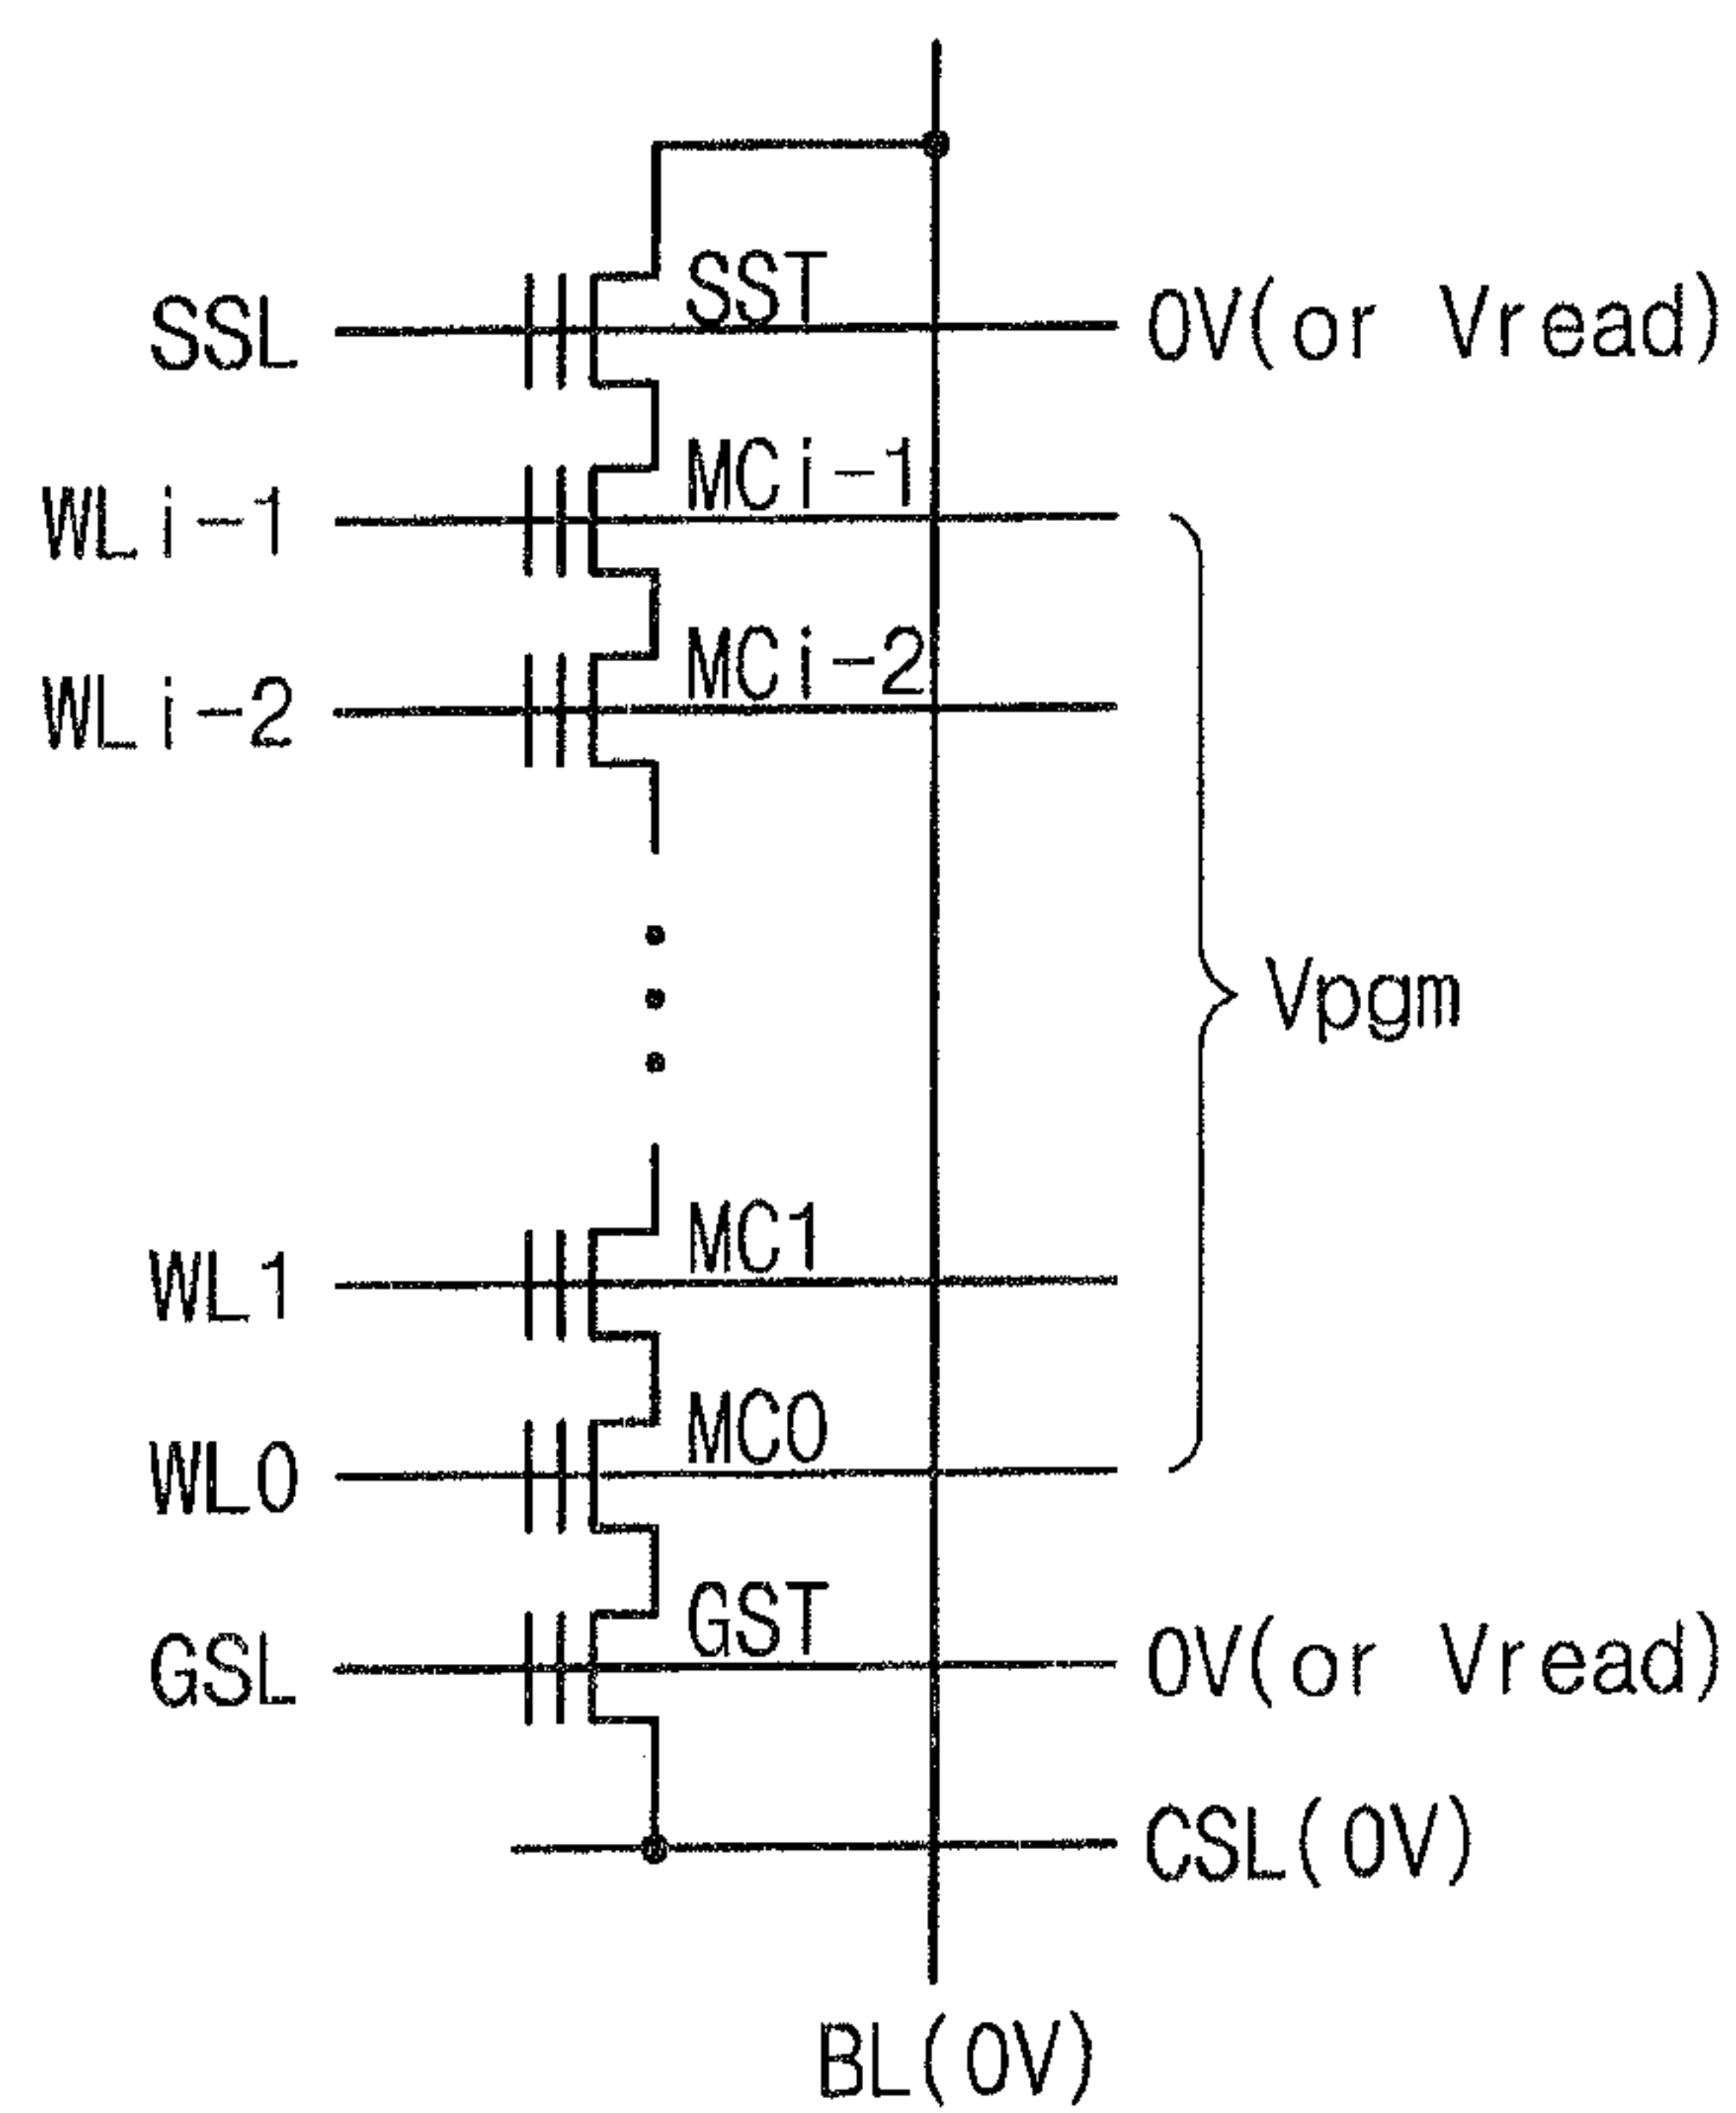 SSL SST 0V(or Vread)
WLi-1 MCi-1
WLi-2 MCi-2
Vpgm
WL1 MC1
WL0 MC0
GSL GST 0V(or Vread)
CSL(0V)
BL(0V)